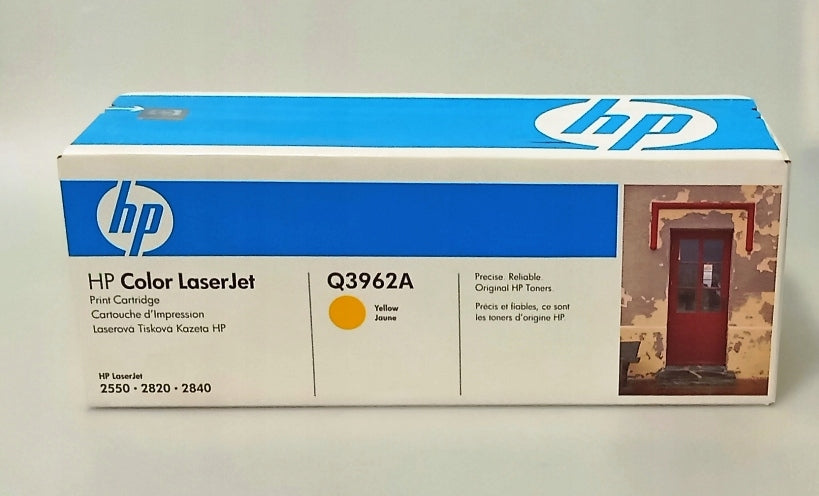 hp
hp
HP Color LaserJet
Print Cartridge
Cartouche d'Impression
Laserová Tisková Kazeta HP
HP LaserJet
2550 • 2820 • 2840
Q3962A
Yellow
Jaune
Precise. Reliable.
Original HP Toners.
Précis et fiables, ce sont
les toners d'origine HP.